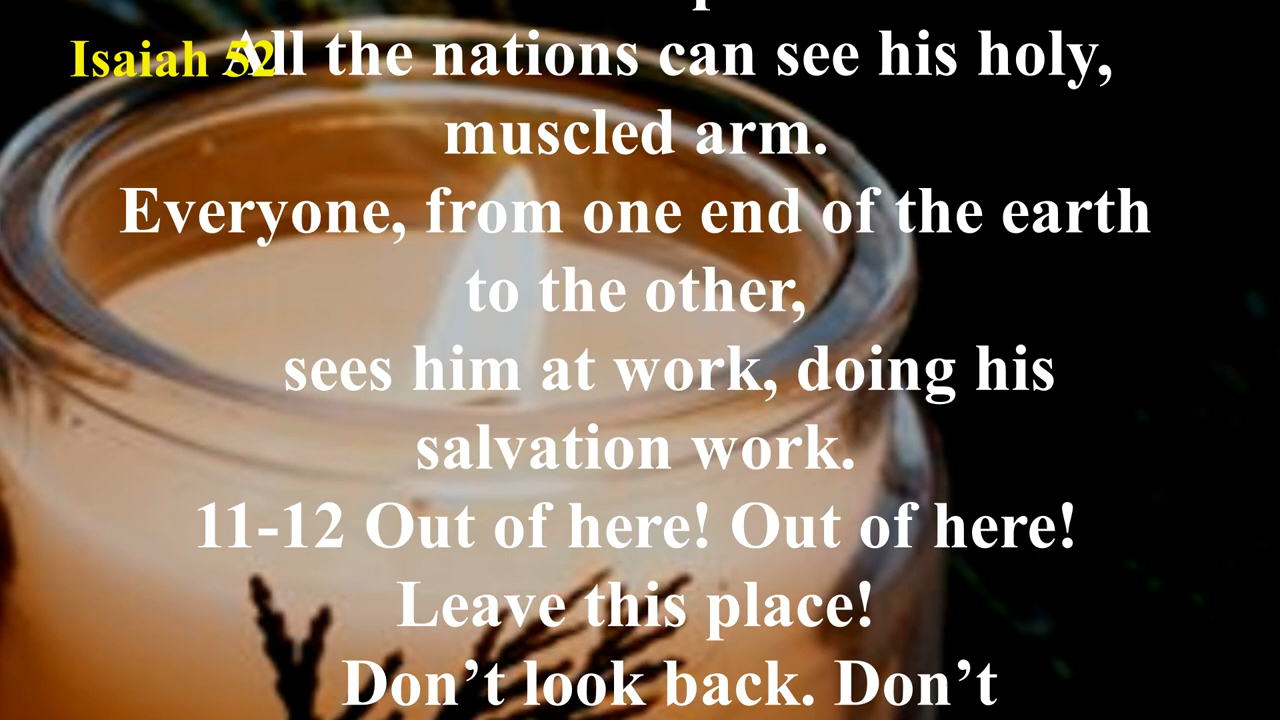 Isaiah 52
All the nations can see his holy,
muscled arm.
Everyone, from one end of the earth
to the other,
sees him at work, doing his
salvation work.
11-12 Out of here! Out of here!
Leave this place!
Don’t look back. Don’t